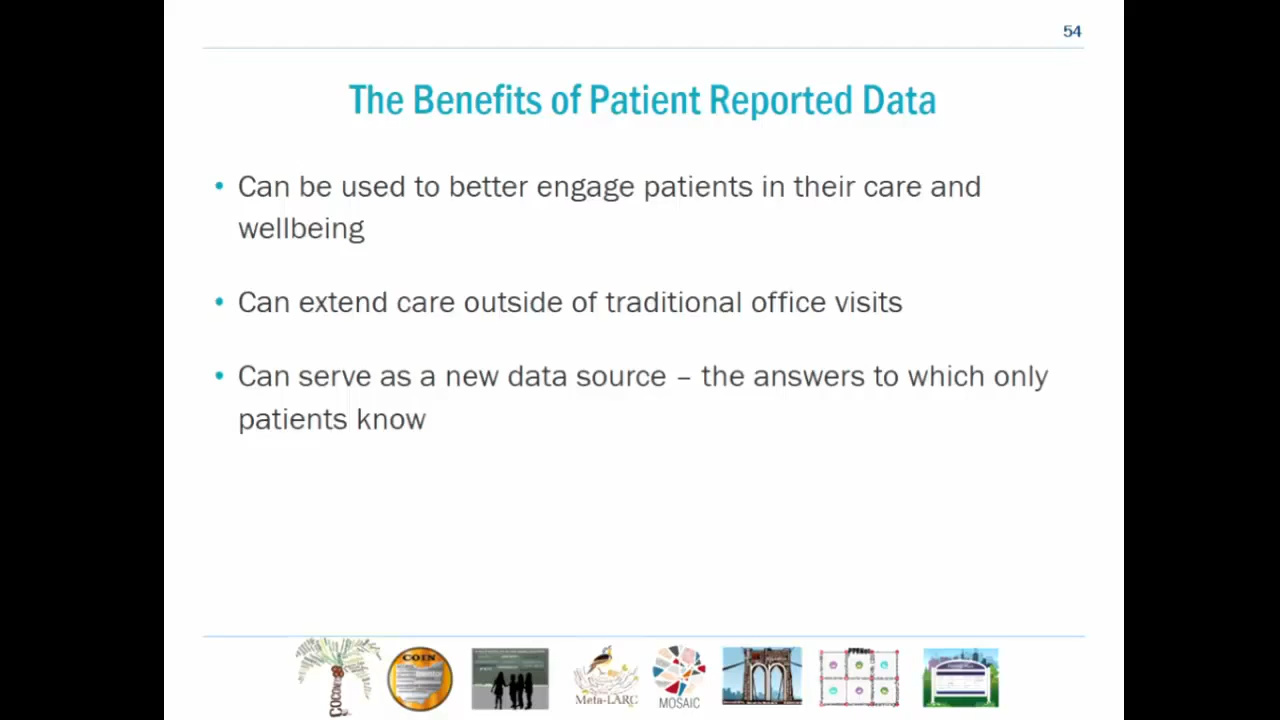 54
The Benefits of Patient Reported Data
• Can be used to better engage patients in their care and
wellbeing
• Can extend care outside of traditional office visits
• Can serve as a new data source – the answers to which only
patients know
COIN
Meta-LARC
MOSAIC